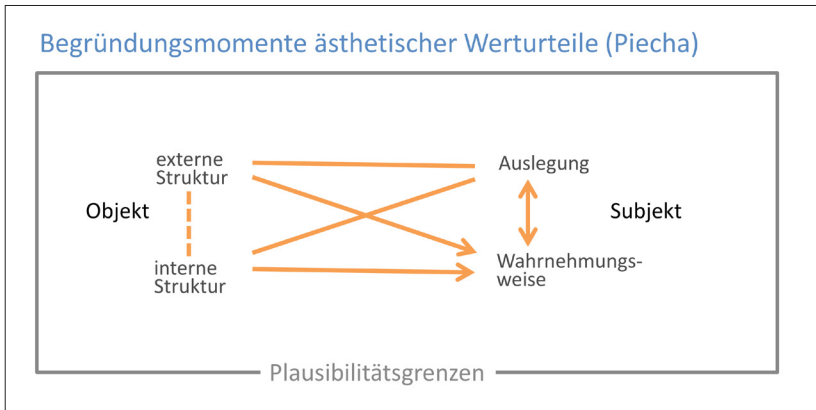 Begründungsmomente ästhetischer Werturteile (Piecha)
externe
Struktur
Auslegung
Objekt
Subjekt
interne
Struktur
Wahrnehmungs-
weise
Plausibilitätsgrenzen